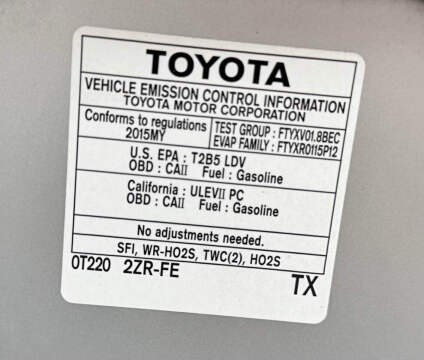 TOYOTA
VEHICLE EMISSION CONTROL INFORMATION
TOYOTA MOTOR CORPORATION
Conforms to regulations
2015MY
TEST GROUP : FTYXV01.8BEC
EVAP FAMILY : FTYXR0115P12
U.S. EPA : T2B5 LDV
OBD : CAII Fuel : Gasoline
California : ULEVII PC
OBD : CAII Fuel : Gasoline
No adjustments needed.
SFI, WR-HO2S, TWC(2), HO2S
0T220 2ZR-FE TX